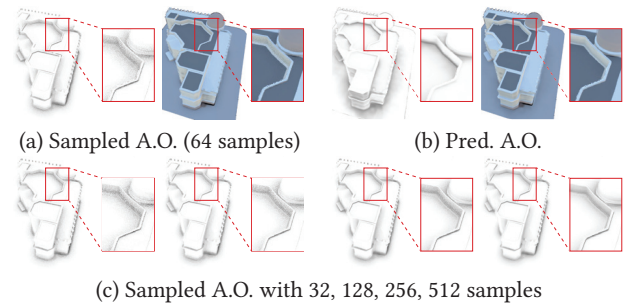 (a) Sampled A.O. (64 samples)
(b) Pred. A.O.
(c) Sampled A.O. with 32, 128, 256, 512 samples